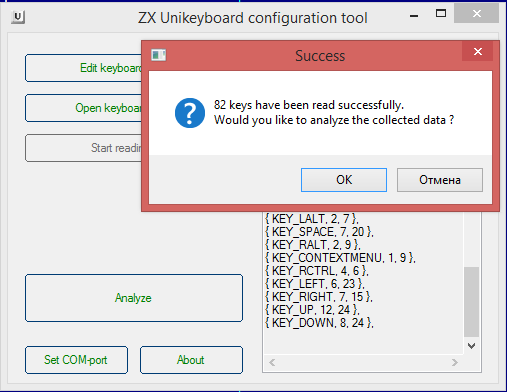 U
ZX Unikeyboard configuration tool
Edit keyboard
Open keyboa
Start readin
Success
82 keys have been read successfully.
Would you like to analyze the collected data ?
OK
Отмена
{ KEY_LALT, 2, 7 },
{ KEY_SPACE, 7, 20 },
{ KEY_RALT, 2, 9 },
{ KEY_CONTEXTMENU, 1, 9 },
{ KEY_RCTRL, 4, 6 },
{ KEY_LEFT, 6, 23 },
{ KEY_RIGHT, 7, 15 },
{ KEY_UP, 12, 24 },
{ KEY_DOWN, 8, 24 },
Analyze
Set COM-port
About